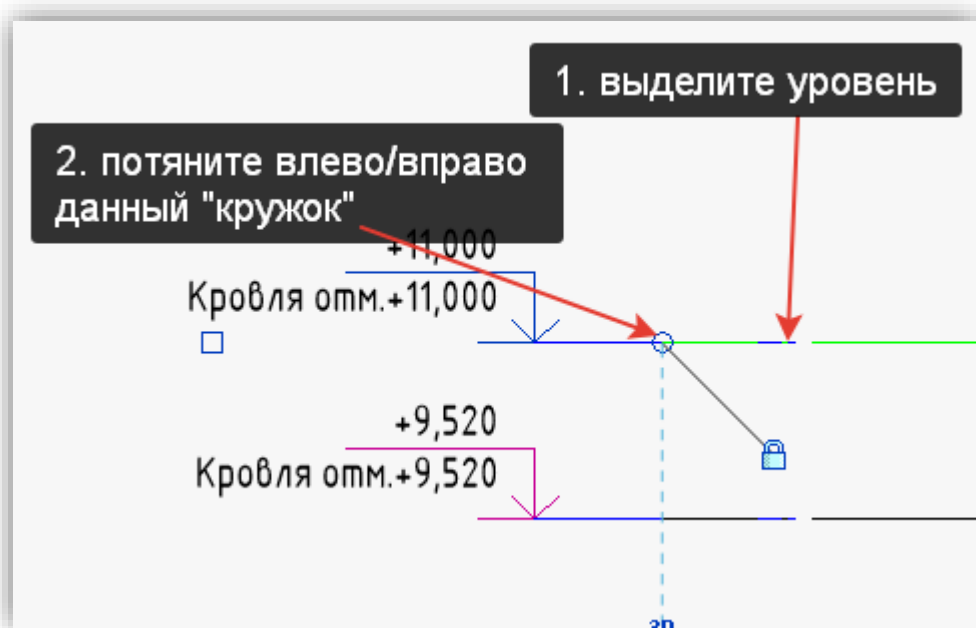 1. выделите уровень
2. потяните влево/вправо
данный "кружок"
+11,000
Кровля отм.+11,000
+9,520
Кровля отм.+9,520
3D